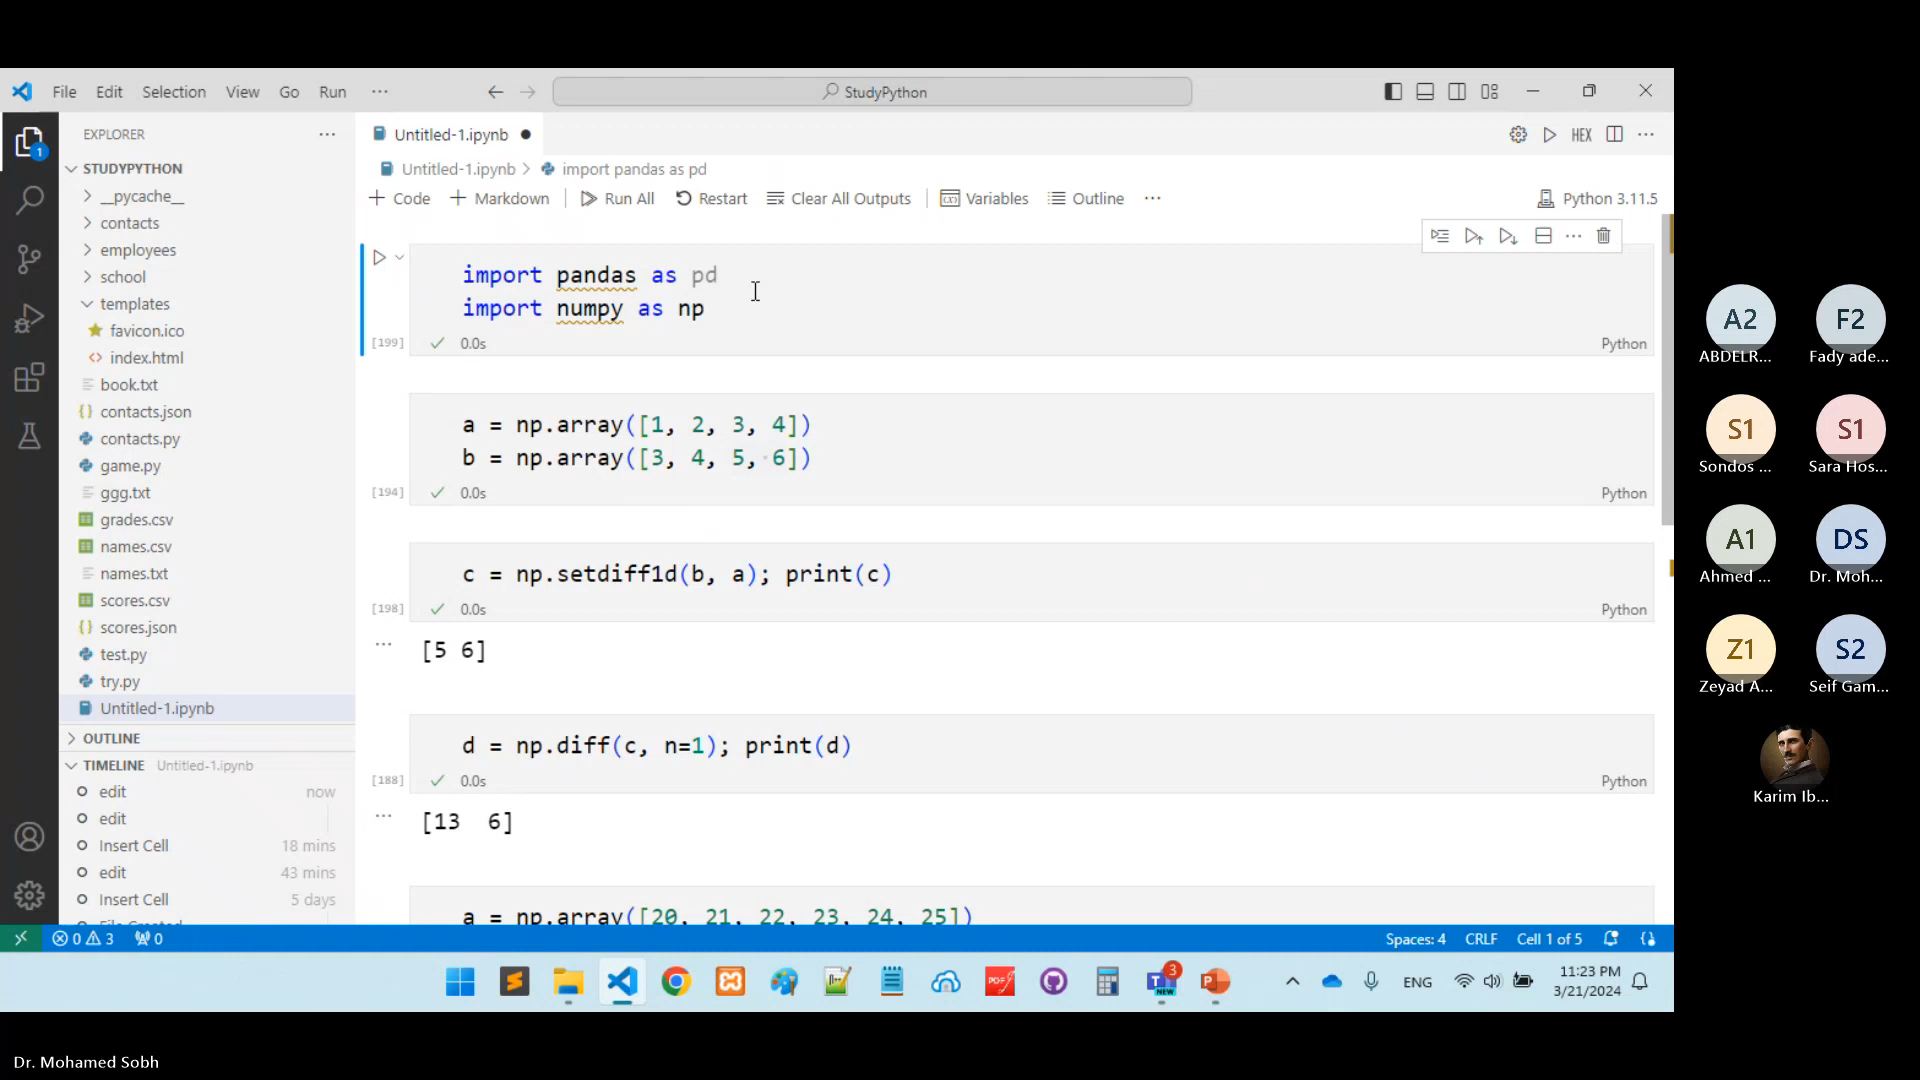 File Edit Selection View Go Run ··· StudyPython
EXPLORER ···
STUDYPYTHON
__pycache__
contacts
employees
school
templates
favicon.ico
index.html
book.txt
contacts.json
contacts.py
game.py
ggg.txt
grades.csv
names.csv
names.txt
scores.csv
scores.json
test.py
try.py
Untitled-1.ipynb
OUTLINE
TIMELINE Untitled-1.ipynb
edit now
edit
Insert Cell 18 mins
edit 43 mins
Insert Cell 5 days
File Created
Untitled-1.ipynb
HEX
Untitled-1.ipynb > import pandas as pd
+ Code + Markdown Run All Restart Clear All Outputs Variables Outline ··· Python 3.11.5
import pandas as pd
import numpy as np
[199] 0.0s Python
a = np.array([1, 2, 3, 4])
b = np.array([3, 4, 5, 6])
[194] 0.0s Python
c = np.setdiff1d(b, a); print(c)
[198] 0.0s Python
[5 6]
d = np.diff(c, n=1); print(d)
[188] 0.0s Python
[13  6]
a = np.array([20, 21, 22, 23, 24, 25])
0 3 0 Spaces: 4 CRLF Cell 1 of 5
ENG
11:23 PM
3/21/2024
A2 F2
ABDELR... Fady ade...
S1 S1
Sondos ... Sara Hos...
A1 DS
Ahmed ... Dr. Moh...
Z1 S2
Zeyad A... Seif Gam...
Karim Ib...
Dr. Mohamed Sobh